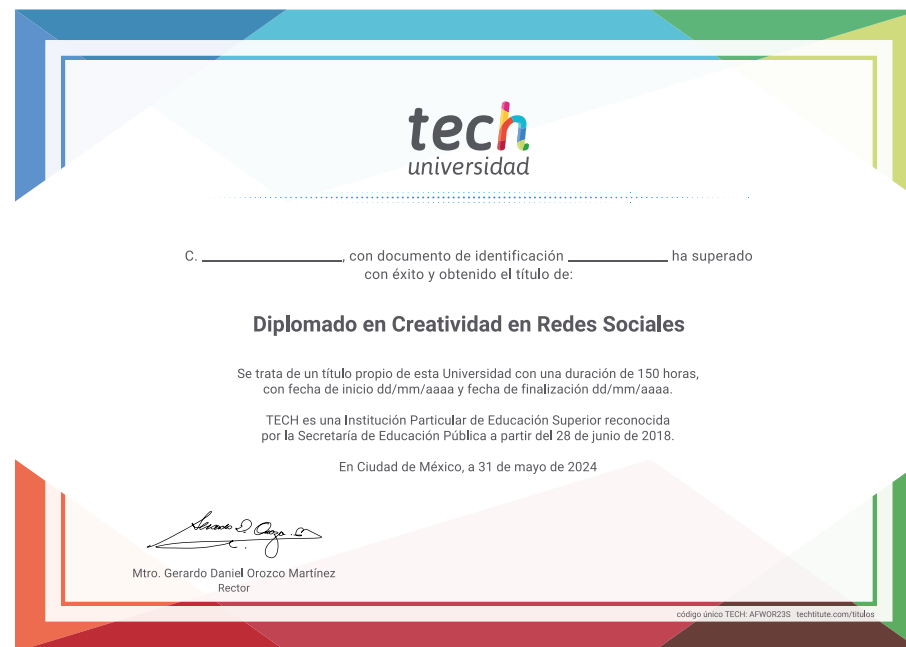 tech
universidad
C. ____________, con documento de identificación ____________ ha superado
con éxito y obtenido el título de:
Diplomado en Creatividad en Redes Sociales
Se trata de un título propio de esta Universidad con una duración de 150 horas,
con fecha de inicio dd/mm/aaaa y fecha de finalización dd/mm/aaaa.
TECH es una Institución Particular de Educación Superior reconocida
por la Secretaría de Educación Pública a partir del 28 de junio de 2018.
En Ciudad de México, a 31 de mayo de 2024
Mtro. Gerardo Daniel Orozco Martínez
Rector
código único TECH: AFWOR23S techtitute.com/titulos